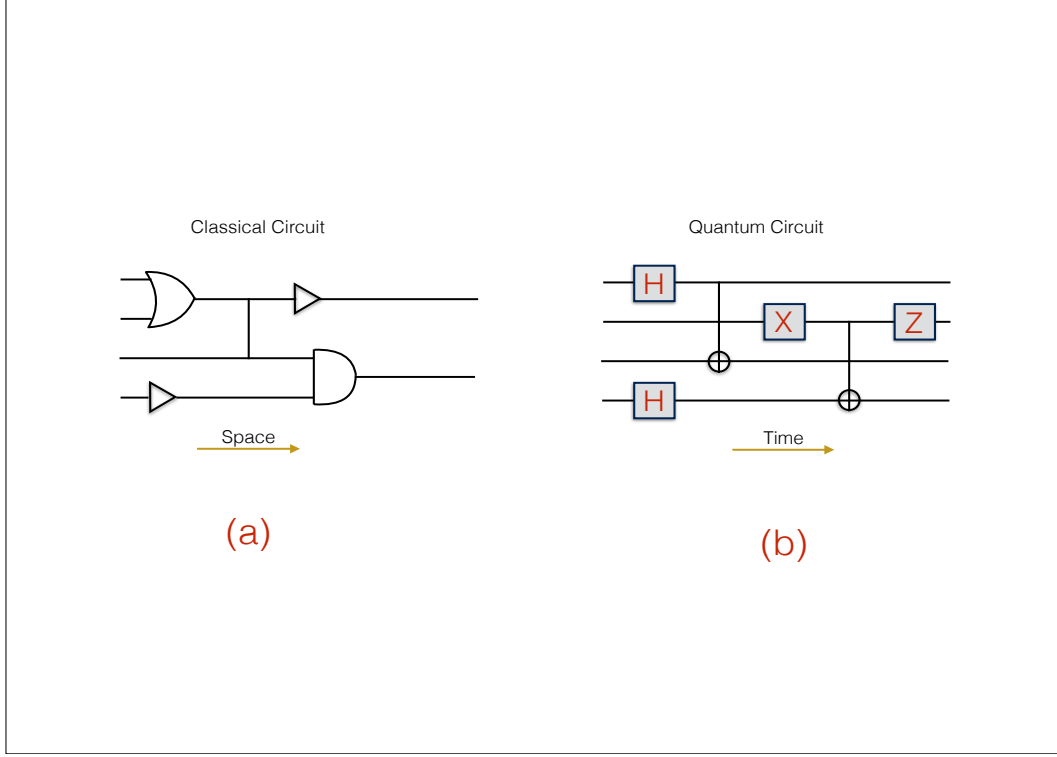 Classical Circuit
Space
(a)
Quantum Circuit
H
X
Z
H
Time
(b)